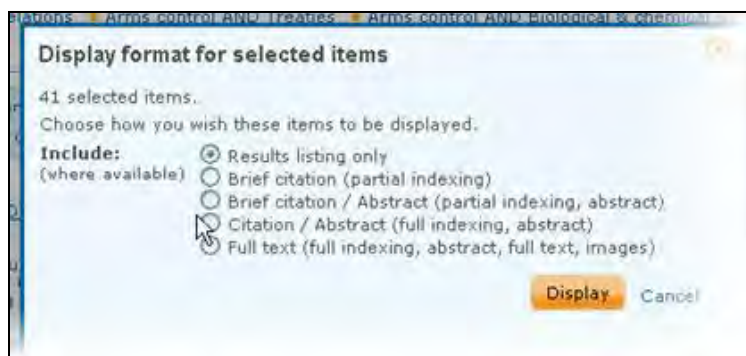 ations Arms control AND Treaties Arms control AND Biological & chemical
Display format for selected items
41 selected items.
Choose how you wish these items to be displayed.
Include:
(where available)
Results listing only
Brief citation (partial indexing)
Brief citation / Abstract (partial indexing, abstract)
Citation / Abstract (full indexing, abstract)
Full text (full indexing, abstract, full text, images)
Display Cancel